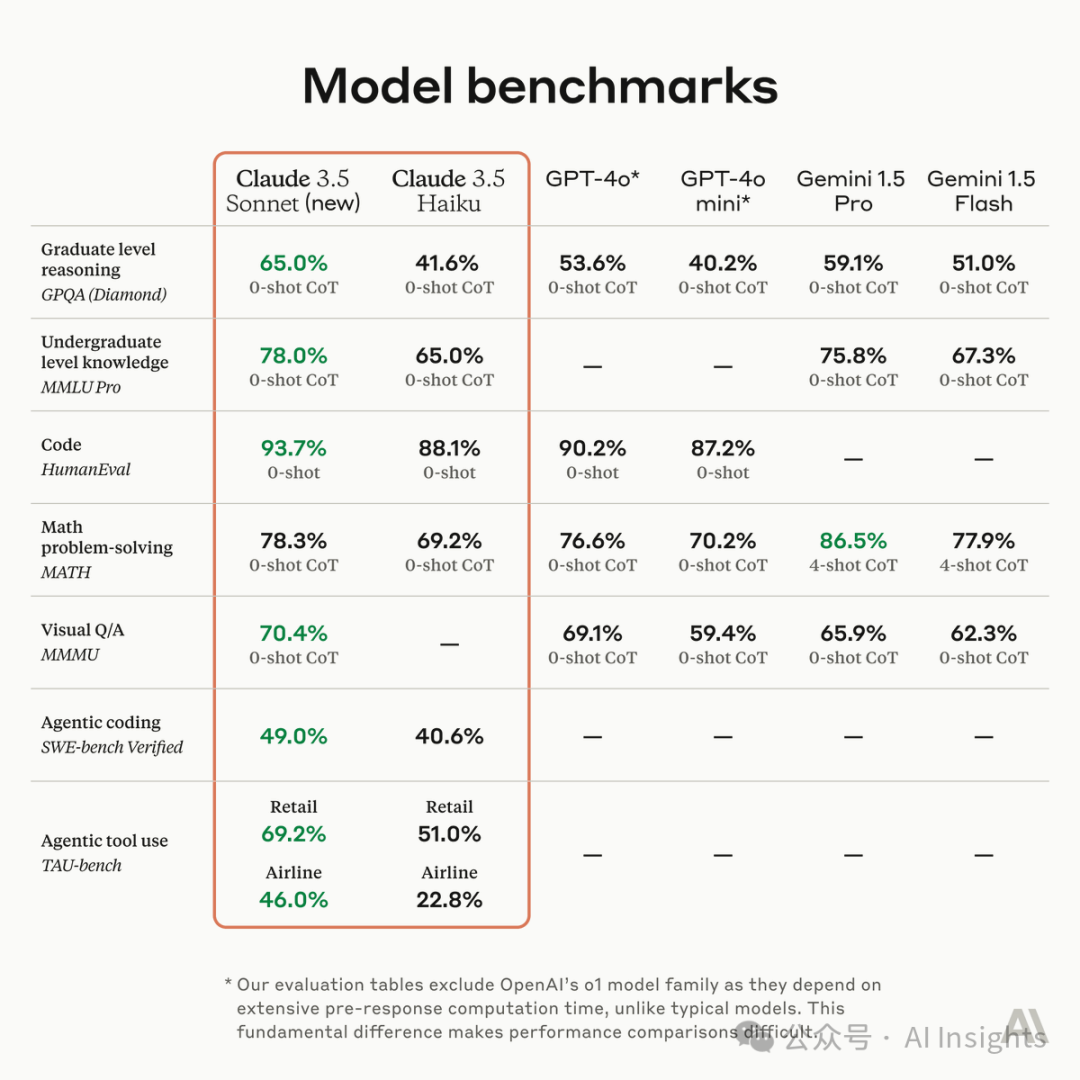 Model benchmarks
Claude 3.5 Sonnet (new)
Claude 3.5 Haiku
GPT-4o*
GPT-4o mini*
Gemini 1.5 Pro
Gemini 1.5 Flash
Graduate level
reasoning
GPQA (Diamond)
65.0% 41.6% 53.6% 40.2% 59.1% 51.0%
0-shot CoT 0-shot CoT 0-shot CoT 0-shot CoT 0-shot CoT 0-shot CoT
Undergraduate
level knowledge
MMLU Pro
78.0% 65.0% — — 75.8% 67.3%
0-shot CoT 0-shot CoT 0-shot CoT 0-shot CoT
Code
HumanEval
93.7% 88.1% 90.2% 87.2% — —
0-shot 0-shot 0-shot 0-shot
Math
problem-solving
MATH
78.3% 69.2% 76.6% 70.2% 86.5% 77.9%
0-shot CoT 0-shot CoT 0-shot CoT 0-shot CoT 4-shot CoT 4-shot CoT
Visual Q/A
MMMU
70.4% — 69.1% 59.4% 65.9% 62.3%
0-shot CoT 0-shot CoT 0-shot CoT 0-shot CoT 0-shot CoT
Agentic coding
SWE-bench Verified
49.0% 40.6% — — — —
Agentic tool use
TAU-bench
Retail Retail
69.2% 51.0% — — — —
Airline Airline
46.0% 22.8%
* Our evaluation tables exclude OpenAI's o1 model family as they depend on
extensive pre-response computation time, unlike typical models. This
fundamental difference makes performance comparisons difficult.
公众号 · AI Insights